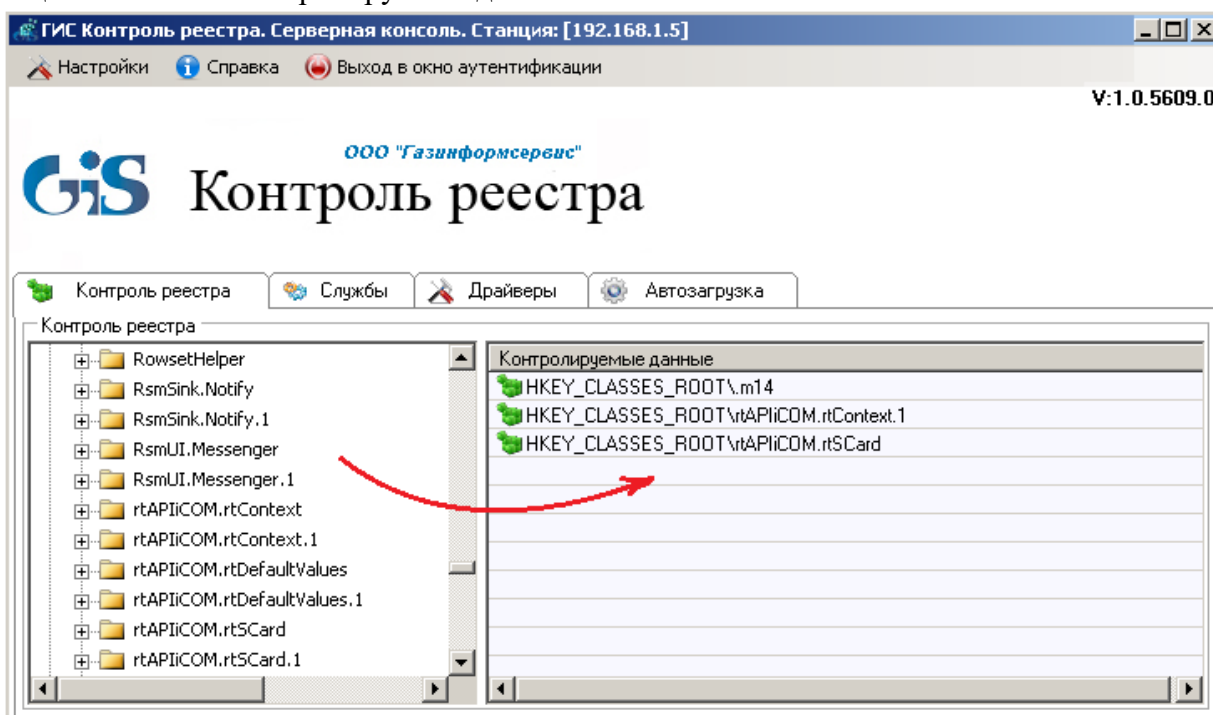 ГИС Контроль реестра. Серверная консоль. Станция: [192.168.1.5]
Настройки Справка Выход в окно аутентификации
V:1.0.5609.0
GiS
ООО "Газинформсервис"
Контроль реестра
Контроль реестра Службы Драйверы Автозагрузка
Контроль реестра
RowsetHelper
RsmSink.Notify
RsmSink.Notify.1
RsmUI.Messenger
RsmUI.Messenger.1
rtAPIiCOM.rtContext
rtAPIiCOM.rtContext.1
rtAPIiCOM.rtDefaultValues
rtAPIiCOM.rtDefaultValues.1
rtAPIiCOM.rtSCard
rtAPIiCOM.rtSCard.1
Контролируемые данные
HKEY_CLASSES_ROOT\.m14
HKEY_CLASSES_ROOT\rtAPIiCOM.rtContext.1
HKEY_CLASSES_ROOT\rtAPIiCOM.rtSCard